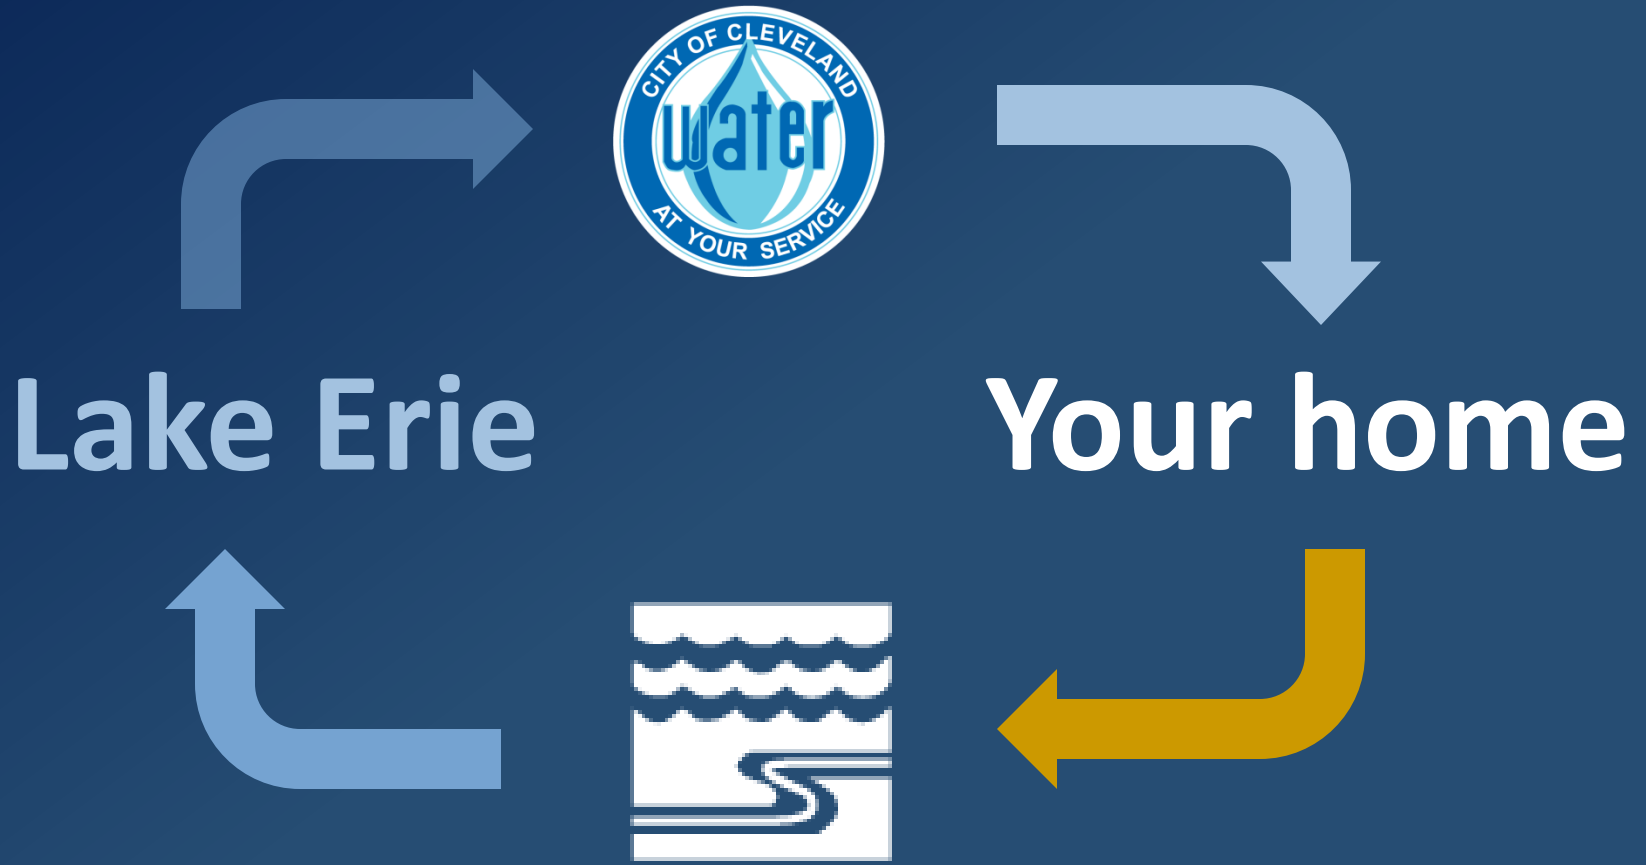 CITY OF CLEVELAND
water
AT YOUR SERVICE
Lake Erie
Your home